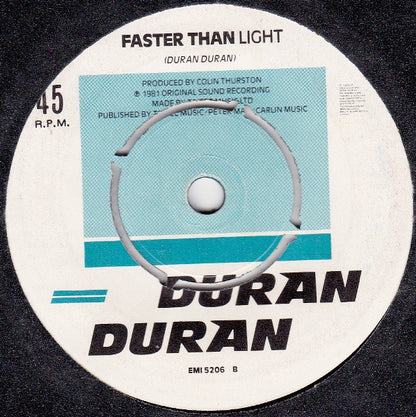 FASTER THAN LIGHT
(DURAN DURAN)
PRODUCED BY COLIN THURSTON
℗ 1981 ORIGINAL SOUND RECORDING
MADE BY LTD
PUBLISHED BY MUSIC/PETER CARLIN MUSIC
45
R.P.M.
DURAN
DURAN
EMI 5206 B